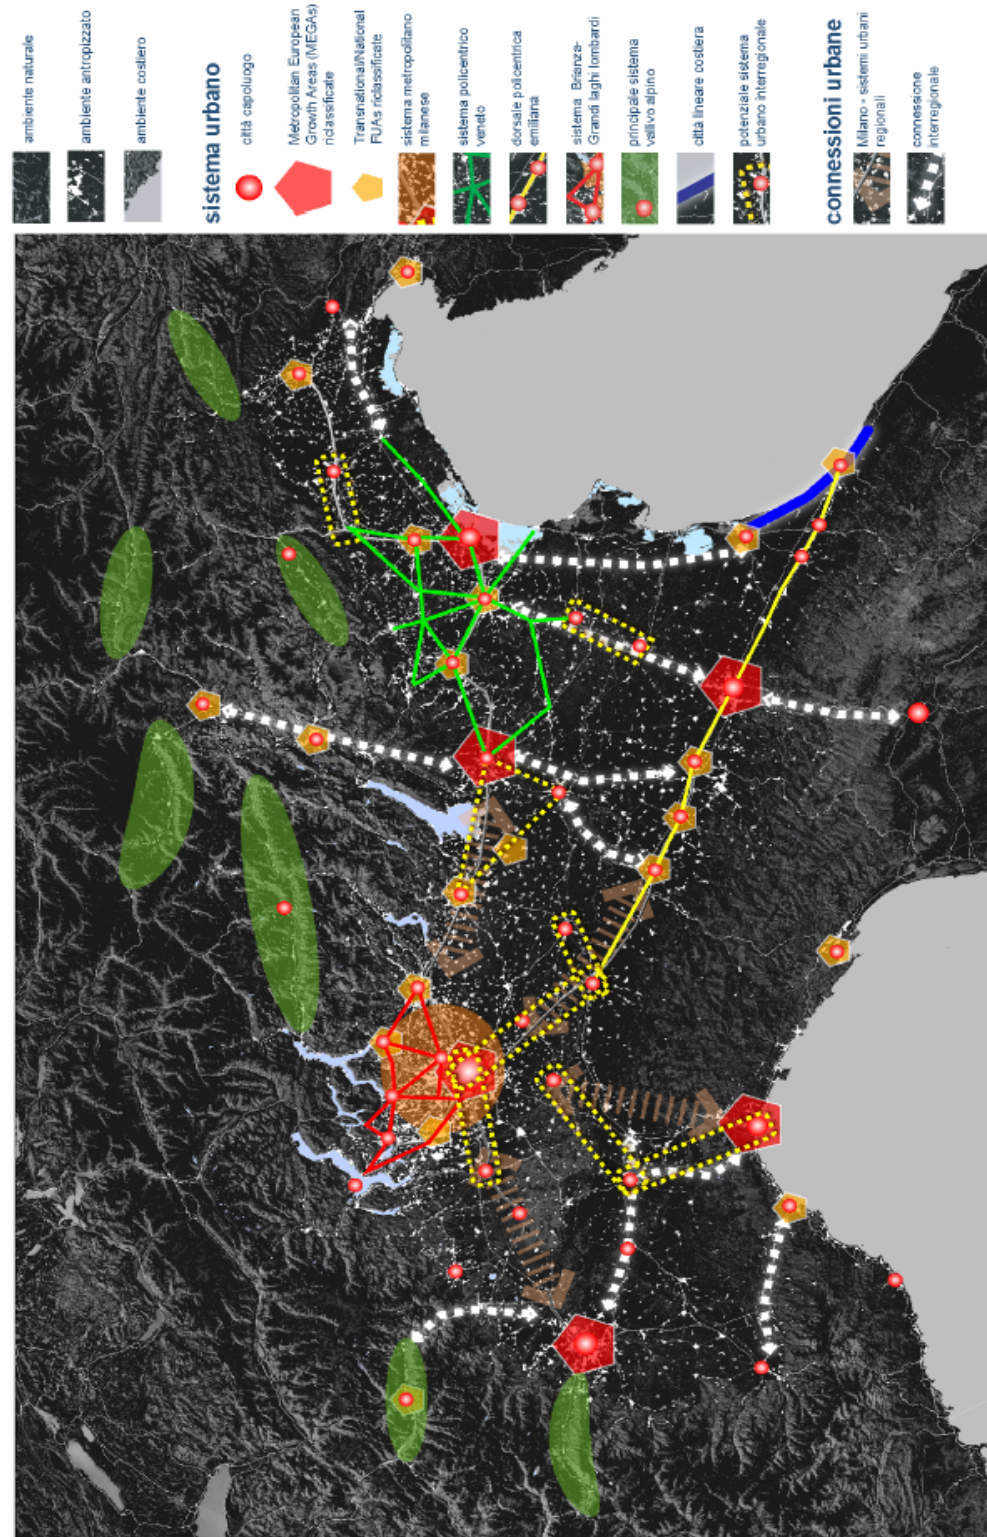 ambiente naturale
ambiente antropizzato
ambiente costiero
sistema urbano
città capoluogo
Metropolitan European
Growth Areas (MEGAs)
riclassificate
Transnational/National
FUAs riclassificate
sistema metropolitano
milanese
sistema policentrico
veneto
dorsale policentrica
emiliana
sistema Brianza-
Grandi laghi lombardi
principale sistema
vallivo alpino
città lineare costiera
potenziale sistema
urbano interregionale
connessioni urbane
Milano - sistemi urbani
regionali
connessione
interregionale